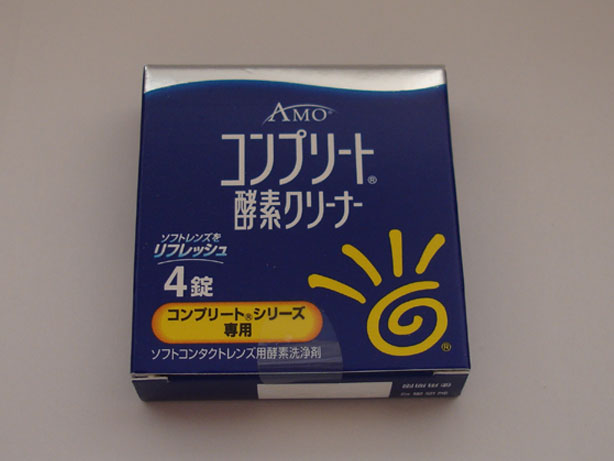 AMO®
コンプリート®
酵素クリーナー
ソフトレンズを
リフレッシュ
4錠
コンプリート®シリーズ
専用
ソフトコンタクトレンズ用酵素洗浄剤
®